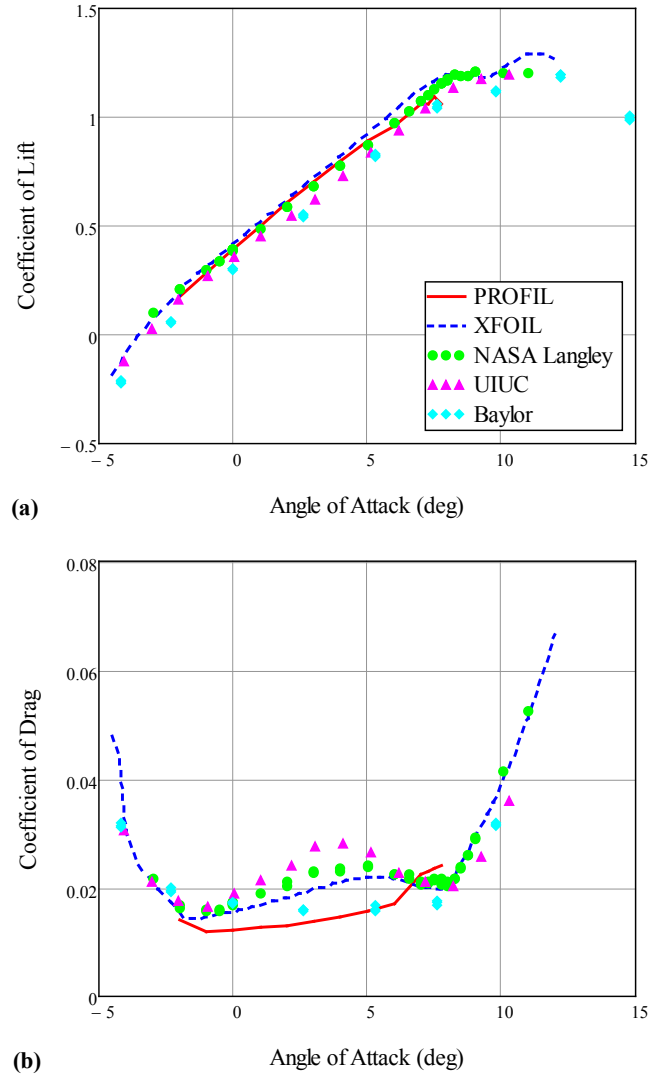 1.5
1
0.5
0
− 0.5
Coefficient of Lift
PROFIL
XFOIL
NASA Langley
UIUC
Baylor
− 5 0 5 10 15
(a) Angle of Attack (deg)
0.08
0.06
0.04
0.02
0
Coefficient of Drag
− 5 0 5 10 15
(b) Angle of Attack (deg)